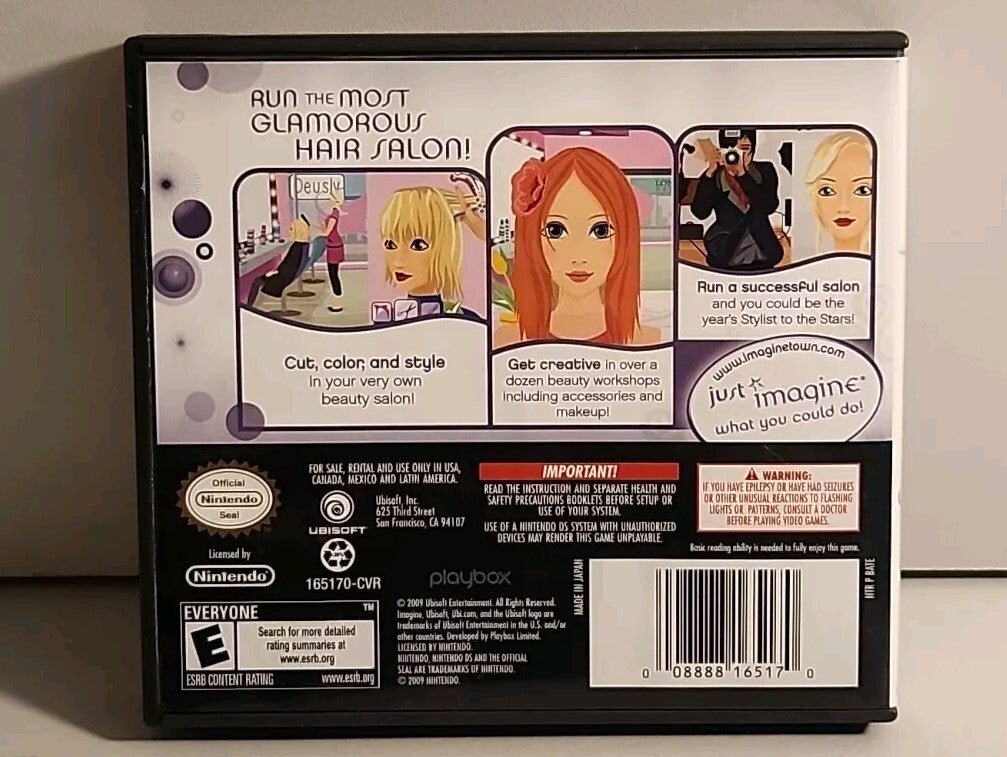 RUN THE MOST
GLAMOROUS
HAIR SALON!
Deusly
Cut, color, and style
in your very own
beauty salon!
Get creative in over a
dozen beauty workshops
including accessories and
makeup!
Run a successful salon
and you could be the
year's Stylist to the Stars!
www.imaginetown.com
just imagine®
what you could do!
Official
Nintendo
Seal
Licensed by
Nintendo
FOR SALE, RENTAL AND USE ONLY IN USA,
CANADA, MEXICO AND LATIN AMERICA.
UBISOFT
Ubisoft, Inc.
625 Third Street
San Francisco, CA 94107
165170-CVR
IMPORTANT!
READ THE INSTRUCTION AND SEPARATE HEALTH AND
SAFETY PRECAUTIONS BOOKLETS BEFORE SETUP OR
USE OF YOUR SYSTEM.
USE OF A NINTENDO DS SYSTEM WITH UNAUTHORIZED
DEVICES MAY RENDER THIS GAME UNPLAYABLE.
WARNING:
IF YOU HAVE EPILEPSY OR HAVE HAD SEIZURES
OR OTHER UNUSUAL REACTIONS TO FLASHING
LIGHTS OR PATTERNS, CONSULT A DOCTOR
BEFORE PLAYING VIDEO GAMES.
Basic reading ability is needed to fully enjoy this game.
playbox
© 2009 Ubisoft Entertainment. All Rights Reserved.
Imagine, Ubisoft, Ubi.com, and the Ubisoft logo are
trademarks of Ubisoft Entertainment in the U.S. and/or
other countries. Developed by Playbox Limited.
LICENSED BY NINTENDO.
NINTENDO, NINTENDO DS AND THE OFFICIAL
SEAL ARE TRADEMARKS OF NINTENDO.
© 2009 NINTENDO.
EVERYONE TM
E
Search for more detailed
rating summaries at
www.esrb.org
ESRB CONTENT RATING www.esrb.org
MADE IN JAPAN
0 08888 16517 0
NTR P BATE